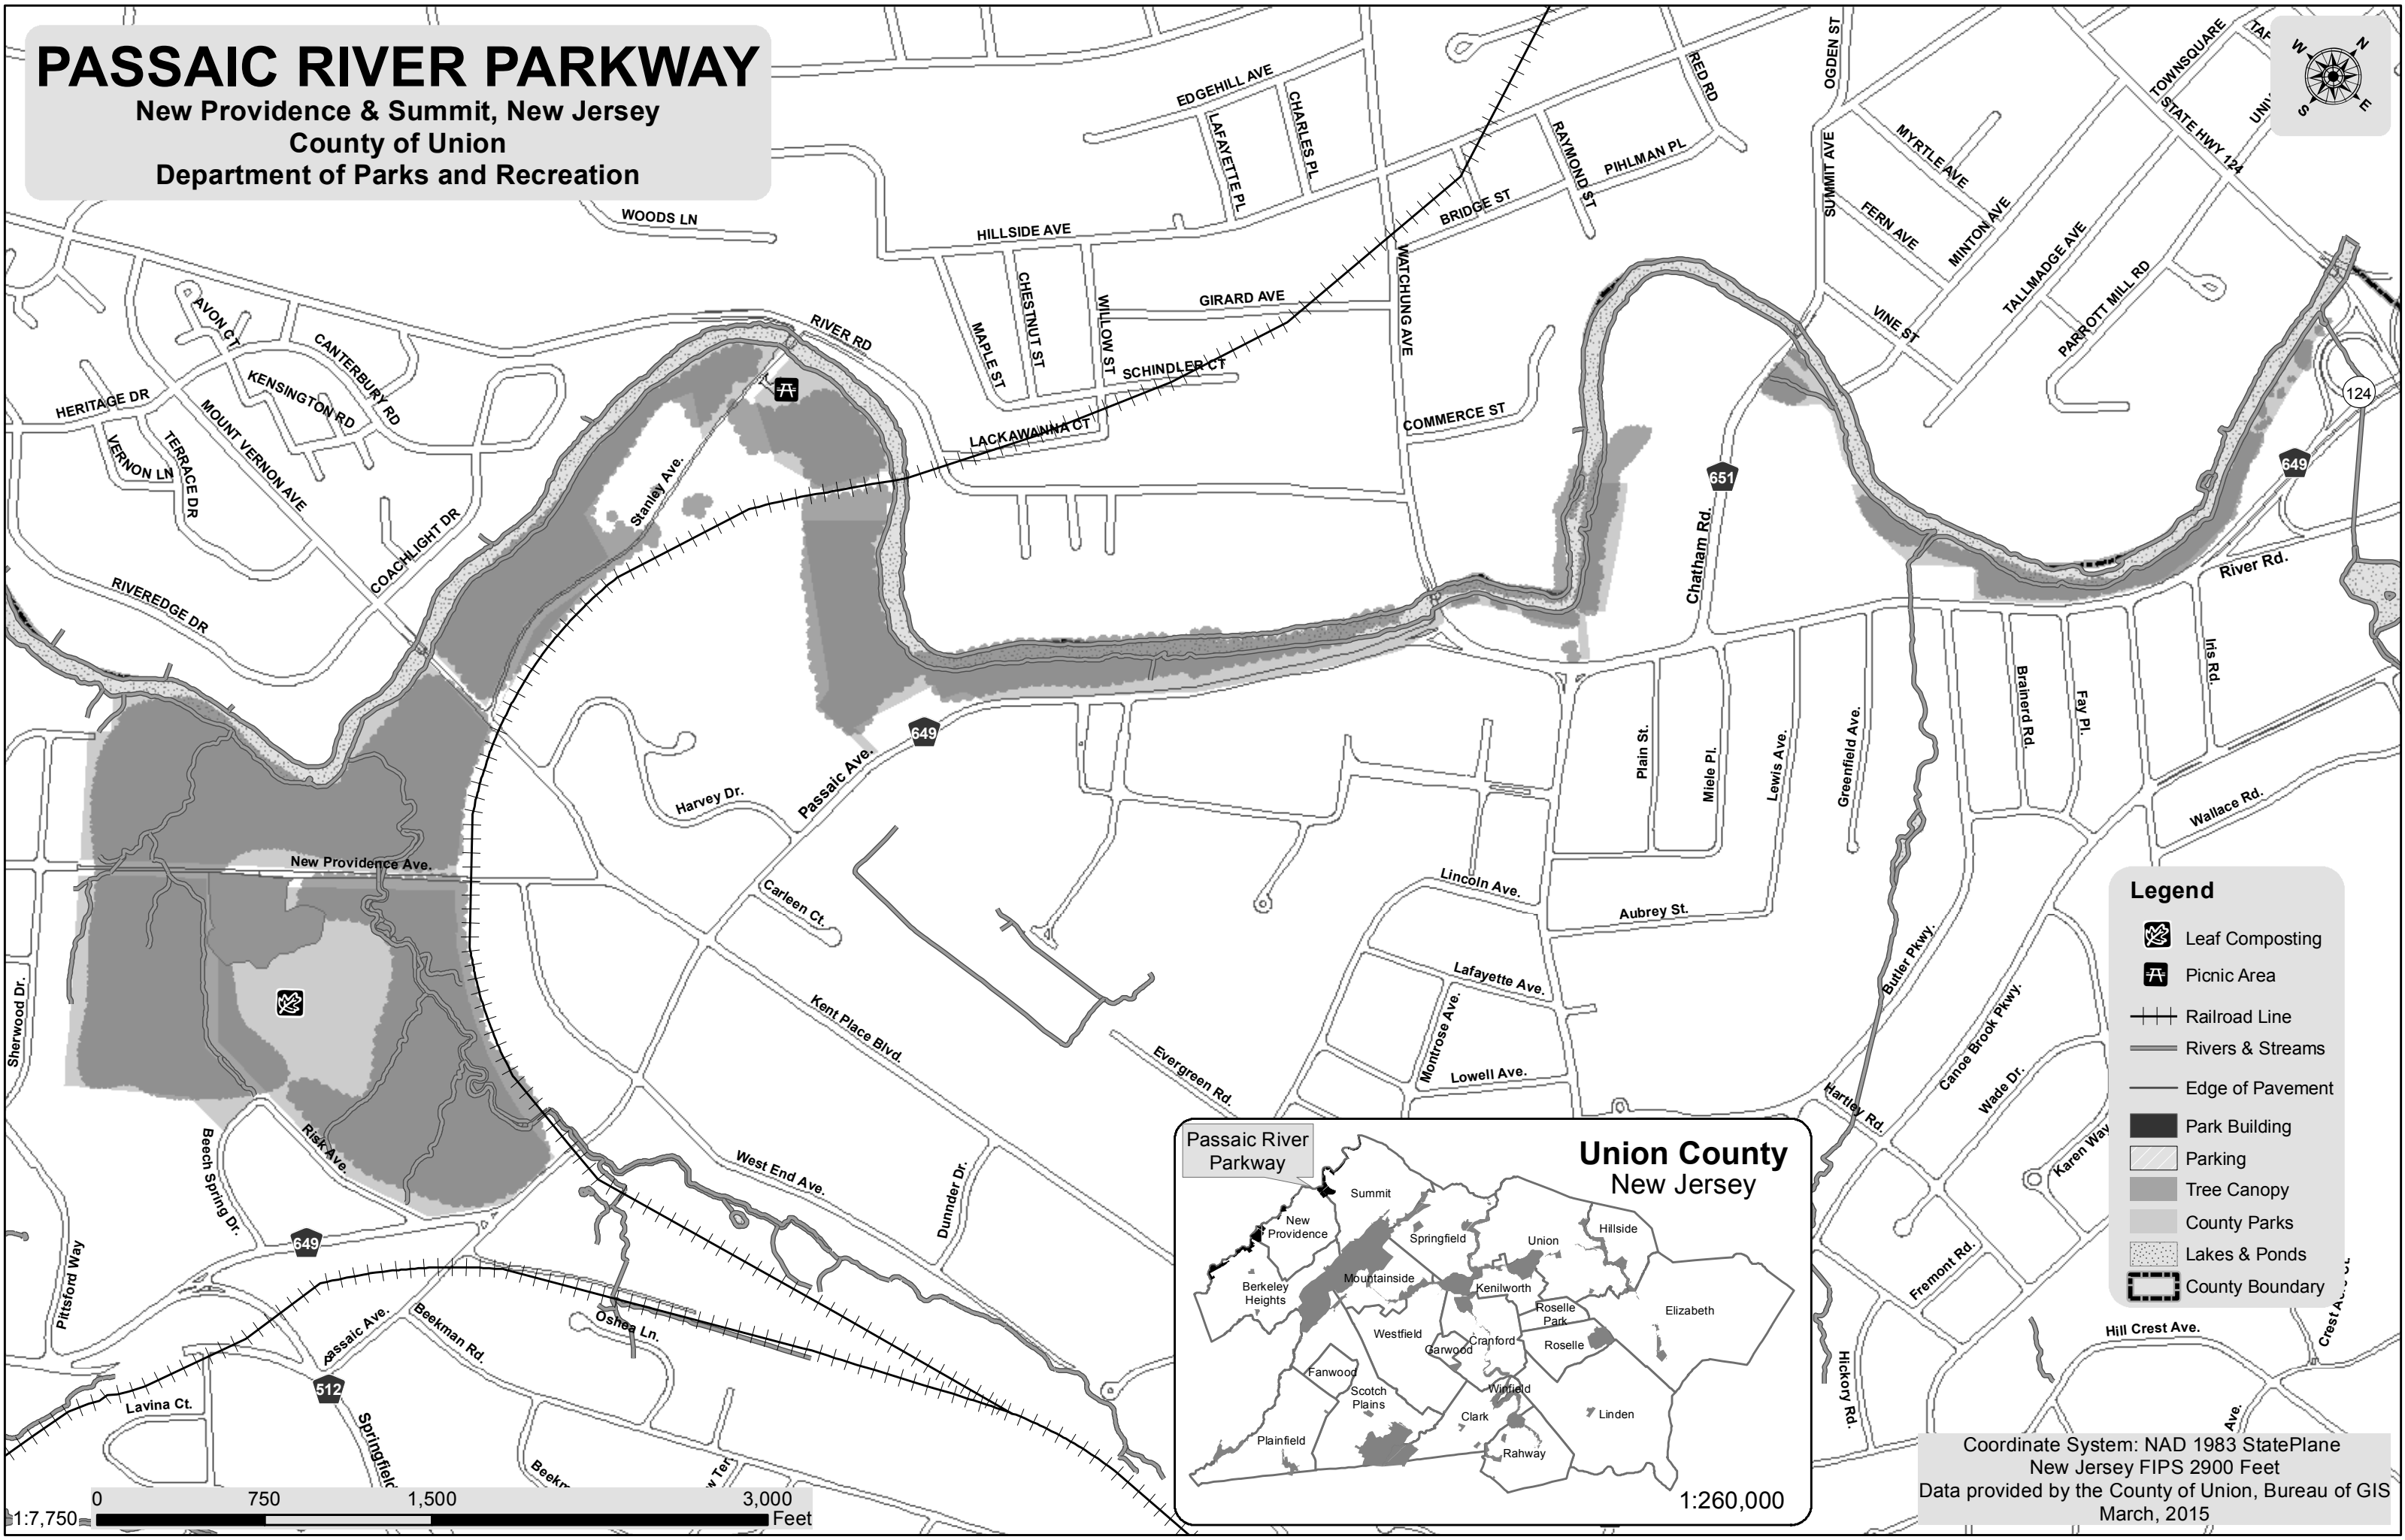 PASSAIC RIVER PARKWAY
New Providence & Summit, New Jersey
County of Union
Department of Parks and Recreation
W
N
S
E
OGDEN ST
TOWNSQUARE
STATE HWY 124
EDGEHILL AVE
CHARLES PL
LAFAYETTE PL
RED RD
RAYMOND ST
PIHLMAN PL
BRIDGE ST
SUMMIT AVE
MYRTLE AVE
FERN AVE
MINTON AVE
TALLMADGE AVE
PARROTT MILL RD
VINE ST
WOODS LN
HILLSIDE AVE
CHESTNUT ST
WILLOW ST
MAPLE ST
GIRARD AVE
WATCHUNG AVE
SCHINDLER CT
LACKAWANNA CT
COMMERCE ST
RIVER RD
AVON CT
CANTERBURY RD
KENSINGTON RD
HERITAGE DR
MOUNT VERNON AVE
VERNON LN
TERRACE DR
COACHLIGHT DR
RIVEREDGE DR
Stanley Ave.
124
649
651
Chatham Rd.
River Rd.
Iris Rd.
Brainerd Rd.
Fay Pl.
Plain St.
Miele Pl.
Lewis Ave.
Greenfield Ave.
Wallace Rd.
649
Passaic Ave.
Harvey Dr.
New Providence Ave.
Carleen Ct.
Lincoln Ave.
Aubrey St.
Lafayette Ave.
Montrose Ave.
Lowell Ave.
Butler Pkwy.
Canoe Brook Pkwy.
Wade Dr.
Hartley Rd.
Karen Way
Fremont Rd.
Hill Crest Ave.
Hickory Rd.
Ave.
Sherwood Dr.
Kent Place Blvd.
Evergreen Rd.
West End Ave.
Dunnder Dr.
Risk Ave.
Beech Spring Dr.
649
Pittsford Way
Passaic Ave.
Beekman Rd.
Oshea Ln.
512
Lavina Ct.
Springfield
Legend
Leaf Composting
Picnic Area
Railroad Line
Rivers & Streams
Edge of Pavement
Park Building
Parking
Tree Canopy
County Parks
Lakes & Ponds
County Boundary
Passaic River
Parkway
Union County
New Jersey
Summit
New
Providence
Berkeley
Heights
Springfield
Union
Hillside
Mountainside
Kenilworth
Roselle
Park
Elizabeth
Westfield
Garwood
Cranford
Roselle
Fanwood
Scotch
Plains
Winfield
Clark
Linden
Plainfield
Rahway
1:260,000
1:7,750
0
750
1,500
3,000
Feet
Coordinate System: NAD 1983 StatePlane
New Jersey FIPS 2900 Feet
Data provided by the County of Union, Bureau of GIS
March, 2015